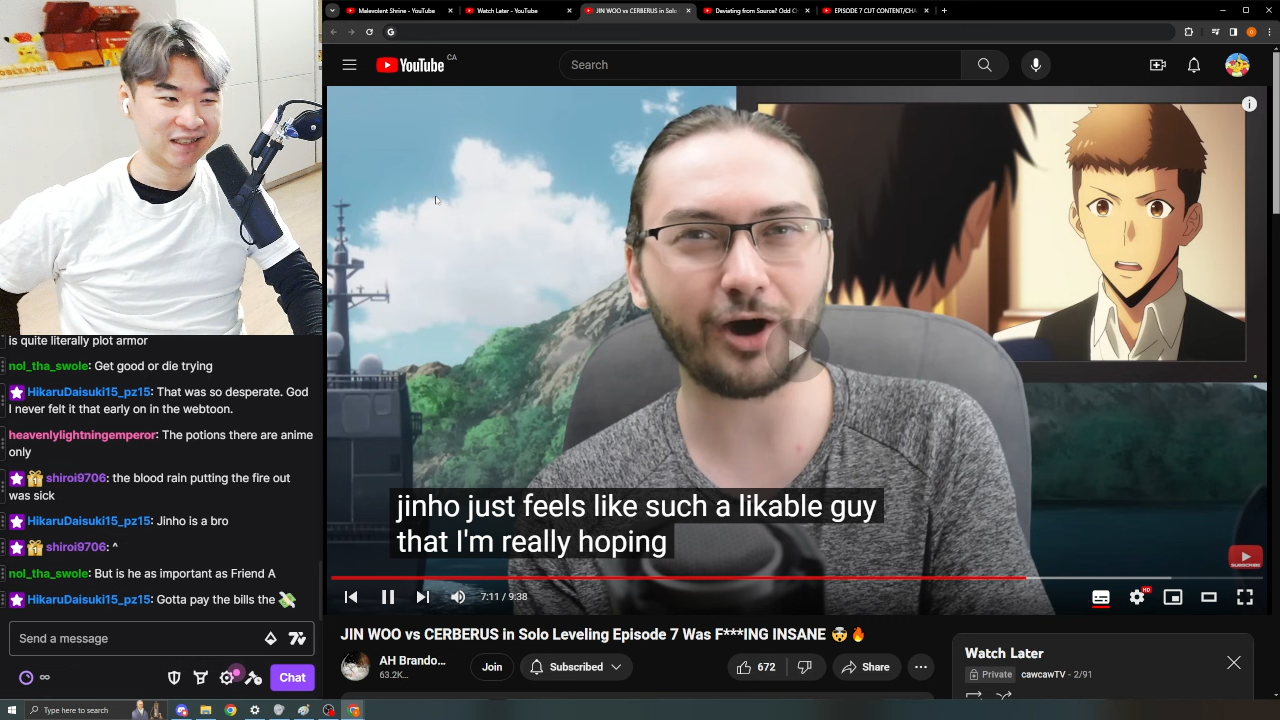 Malevolent Shrine - YouTube
Watch Later - YouTube
JIN WOO vs CERBERUS in Solo
Deviating from Source? Odd C
EPISODE 7 CUT CONTENT/CHA
YouTube CA
Search
is quite literally plot armor
nol_tha_swole: Get good or die trying
HikaruDaisuki15_pz15: That was so desperate. God
I never felt it that early on in the webtoon.
heavenlylightningemperor: The potions there are anime
only
shiroi9706: the blood rain putting the fire out
was sick
HikaruDaisuki15_pz15: Jinho is a bro
shiroi9706: ^
nol_tha_swole: But is he as important as Friend A
HikaruDaisuki15_pz15: Gotta pay the bills the 💸
Send a message
Chat
jinho just feels like such a likable guy
that I'm really hoping
SUBSCRIBE
7:11 / 9:38
HD
JIN WOO vs CERBERUS in Solo Leveling Episode 7 Was F***ING INSANE 🤯🔥
AH Brando...
63.2K...
Join
Subscribed
672
Share
Watch Later
Private
cawcawTV - 2/91
Type here to search